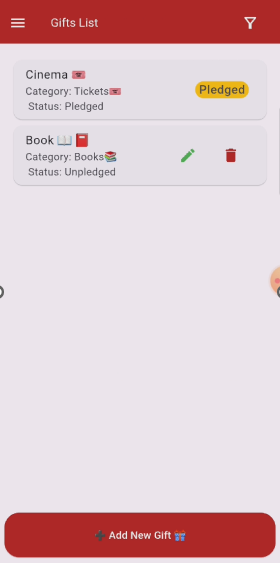 Gifts List
Cinema 🎟️
Category: Tickets🎟️
Status: Pledged
Pledged
Book 📖 📕
Category: Books📚
Status: Unpledged
➕ Add New Gift 🎁